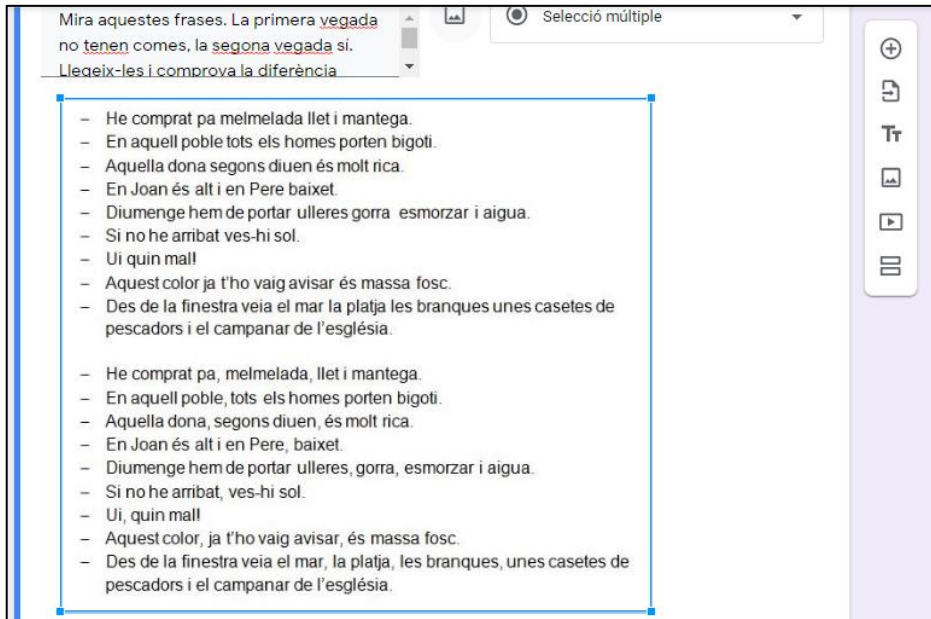 Mira aquestes frases. La primera vegada
no tenen comes, la segona vegada sí.
Llegeix-les i comprova la diferència
Selecció múltiple
Tт
– He comprat pa melmelada llet i mantega.
– En aquell poble tots els homes porten bigoti.
– Aquella dona segons diuen és molt rica.
– En Joan és alt i en Pere baixet.
– Diumenge hem de portar ulleres gorra  esmorzar i aigua.
– Si no he arribat ves-hi sol.
– Ui quin mal!
– Aquest color ja t'ho vaig avisar és massa fosc.
– Des de la finestra veia el mar la platja les branques unes casetes de
pescadors i el campanar de l'església.
– He comprat pa, melmelada, llet i mantega.
– En aquell poble, tots els homes porten bigoti.
– Aquella dona, segons diuen, és molt rica.
– En Joan és alt i en Pere, baixet.
– Diumenge hem de portar ulleres, gorra, esmorzar i aigua.
– Si no he arribat, ves-hi sol.
– Ui, quin mal!
– Aquest color, ja t'ho vaig avisar, és massa fosc.
– Des de la finestra veia el mar, la platja, les branques, unes casetes de
pescadors i el campanar de l'església.